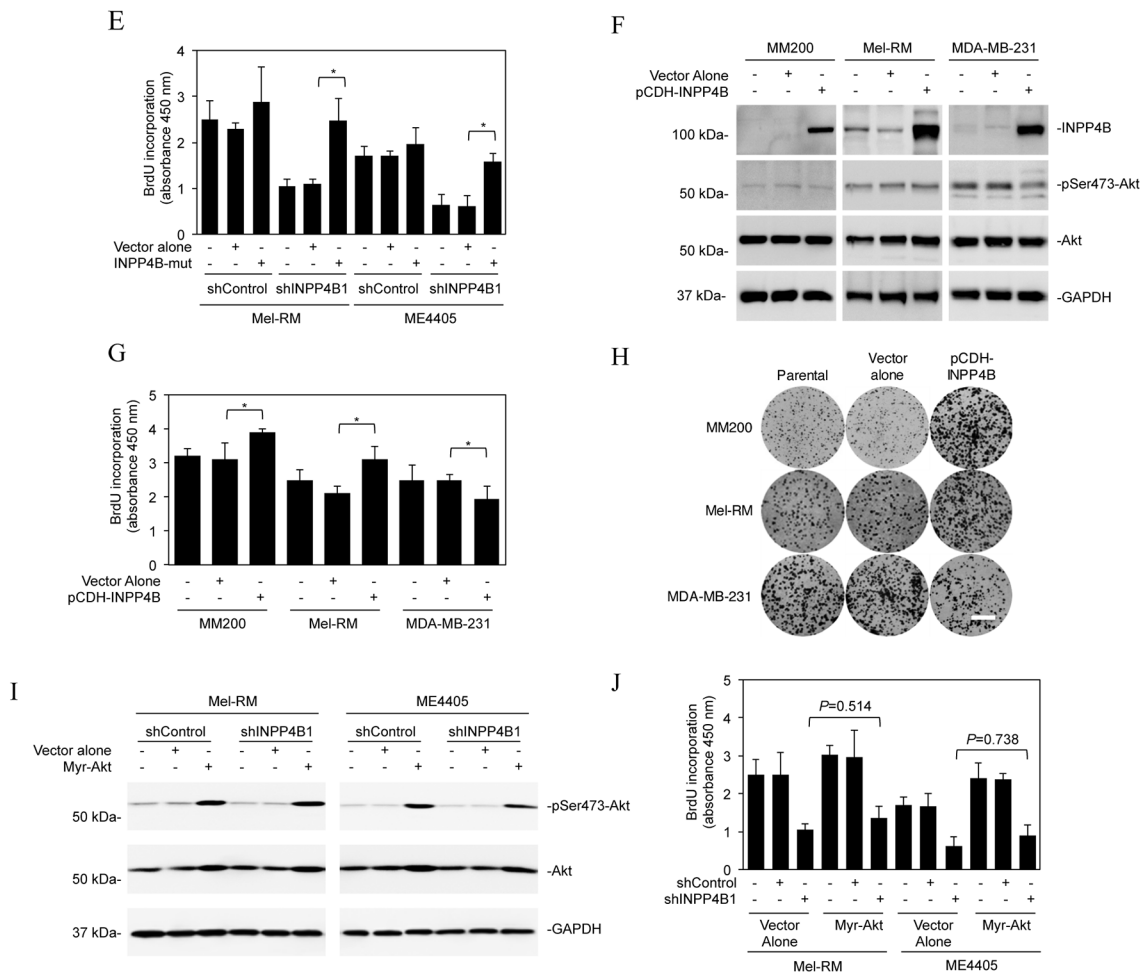 E
BrdU incorporation
(absorbance 450 nm)
4
3
2
1
0
* * 
Vector alone - + - - + - - + - - + -
INPP4B-mut - - + - - + - - + - - +
shControl shINPP4B1 shControl shINPP4B1
Mel-RM ME4405
F
MM200 Mel-RM MDA-MB-231
Vector Alone - + - - + - - + -
pCDH-INPP4B - - + - - + - - +
100 kDa- -INPP4B
50 kDa- -pSer473-Akt
50 kDa- -Akt
37 kDa- -GAPDH
G
BrdU incorporation
(absorbance 450 nm)
5
4
3
2
1
0
* * *
Vector Alone - + - - + - - + -
pCDH-INPP4B - - + - - + - - +
MM200 Mel-RM MDA-MB-231
H
Parental Vector alone pCDH-INPP4B
MM200
Mel-RM
MDA-MB-231
I
Mel-RM ME4405
shControl shINPP4B1 shControl shINPP4B1
Vector alone - + - - + - - + - - + -
Myr-Akt - - + - - + - - + - - +
50 kDa- -pSer473-Akt
50 kDa- -Akt
37 kDa- -GAPDH
J
BrdU incorporation
(absorbance 450 nm)
5
4
3
2
1
0
P=0.514
P=0.738
shControl - + - - + - - + - - + -
shINPP4B1 - - + - - + - - + - - +
Vector Alone Myr-Akt Vector Alone Myr-Akt
Mel-RM ME4405